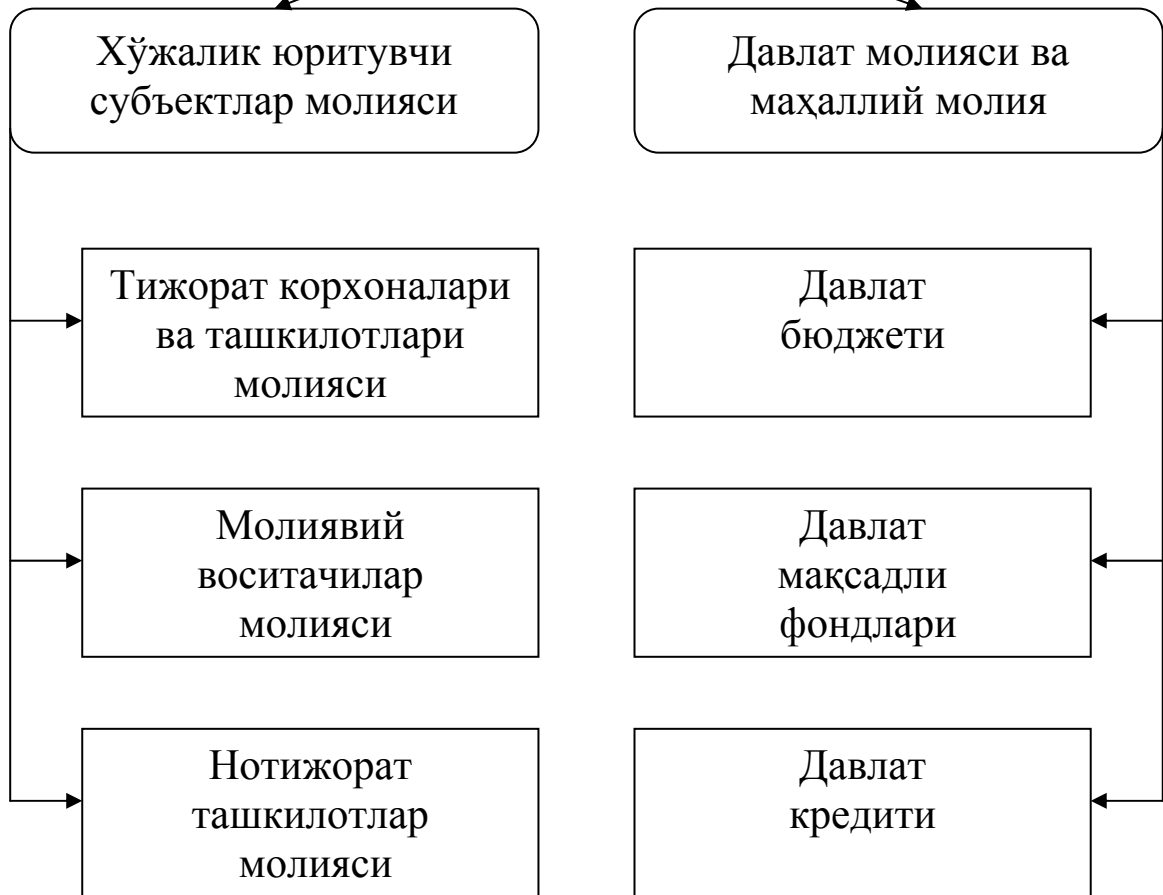 Хўжалик юритувчи
субъектлар молияси
Давлат молияси ва
маҳаллий молия
Тижорат корхоналари
ва ташкилотлари
молияси
Давлат
бюджети
Молиявий
воситачилар
молияси
Давлат
мақсадли
фондлари
Нотижорат
ташкилотлар
молияси
Давлат
кредити